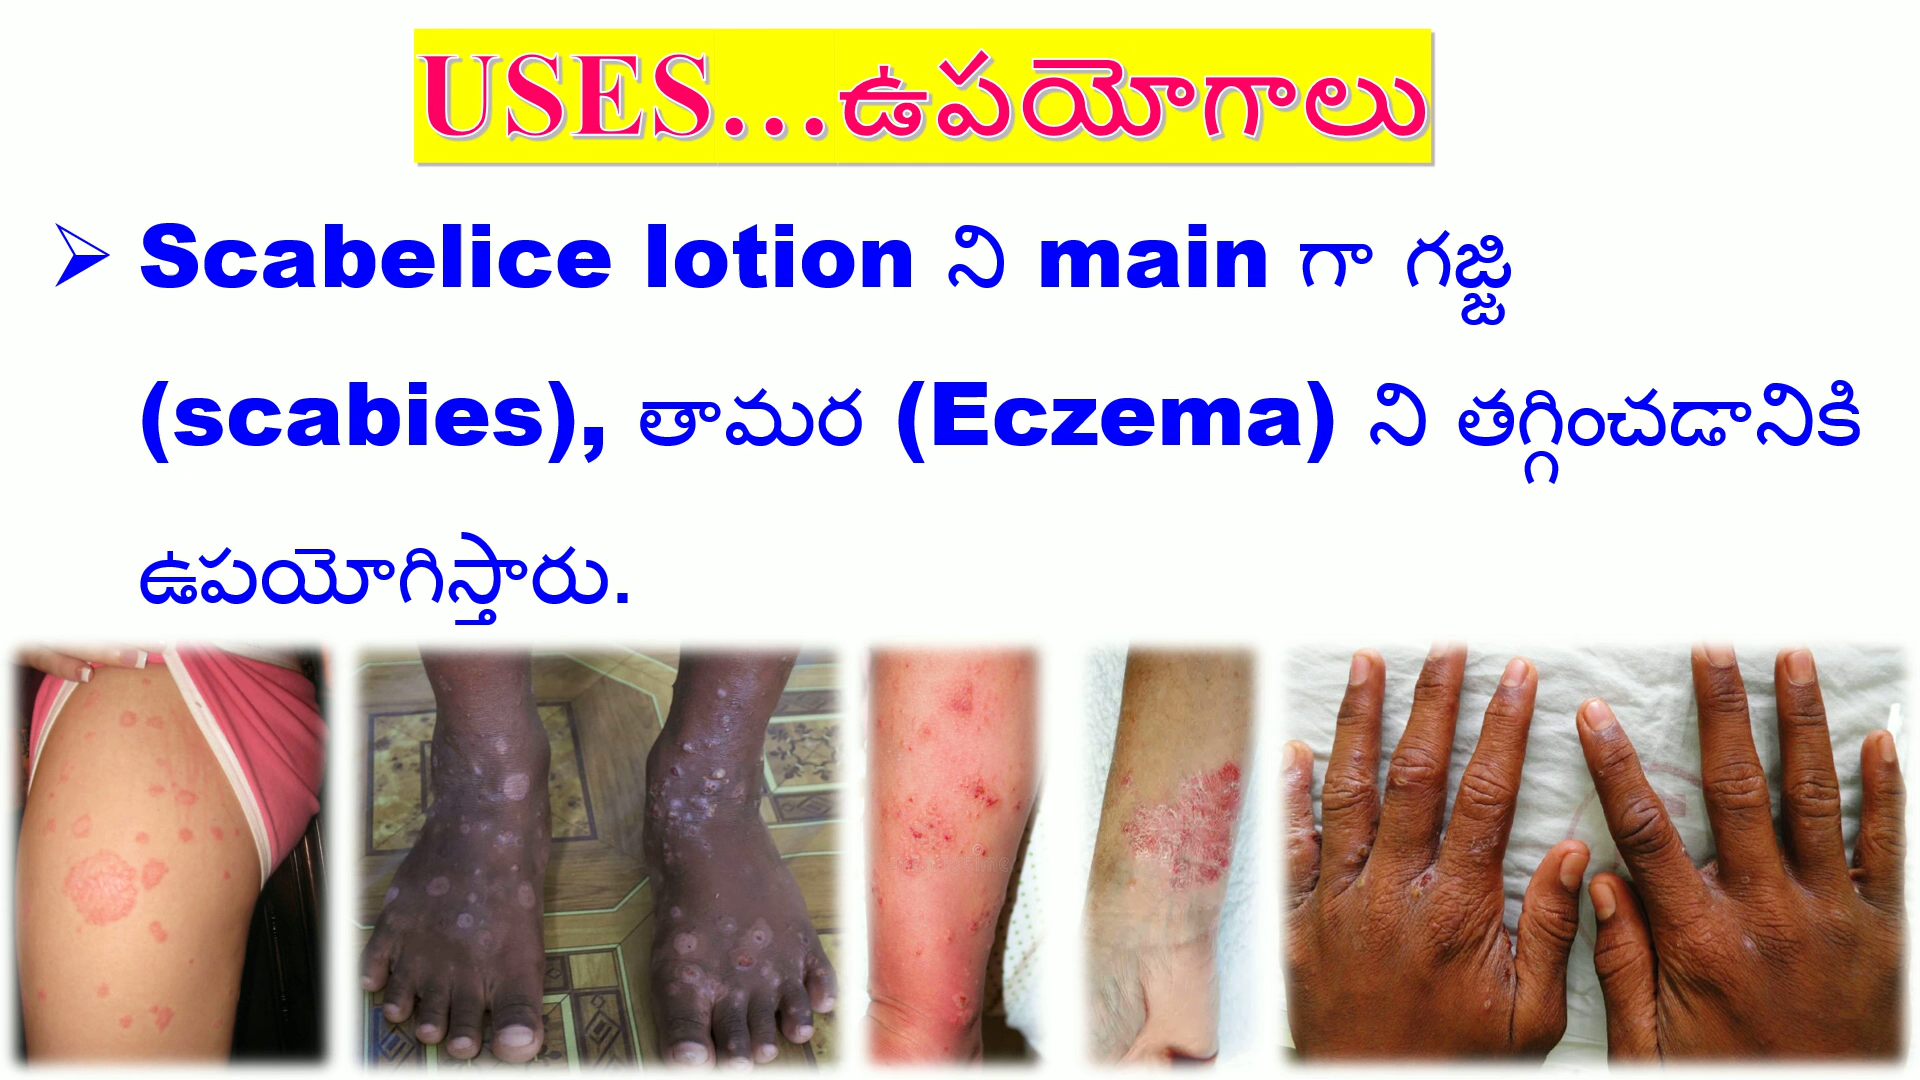 USES...ఉపయోగాలు
Scabelice lotion ని main గా గజ్జి
(scabies), తామర (Eczema) ని తగ్గించడానికి
ఉపయోగిస్తారు.